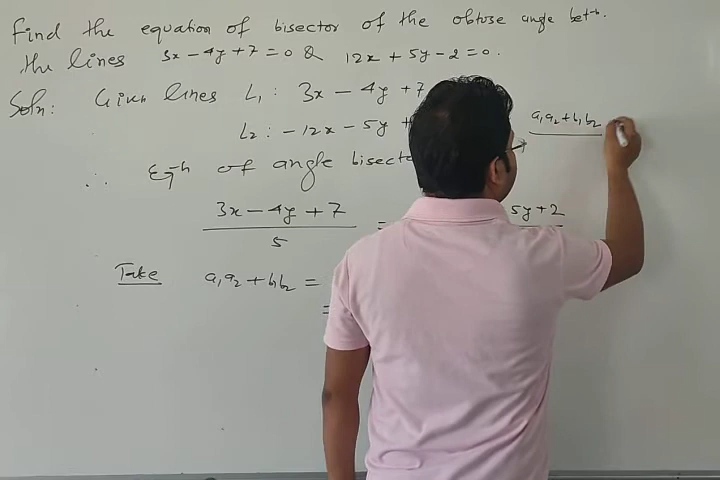 Find the equation of bisector of the obtuse angle betⁿ.
the lines 3x - 4y + 7 = 0 & 12x + 5y - 2 = 0.
Soln: Given lines L₁ : 3x - 4y + 7
L₂ : -12x - 5y +
∴ Eqⁿ of angle bisect
a₁a₂ + b₁b₂
3x - 4y + 7 / 5 = 5y + 2
Take a₁a₂ + b₁b₂ =
=